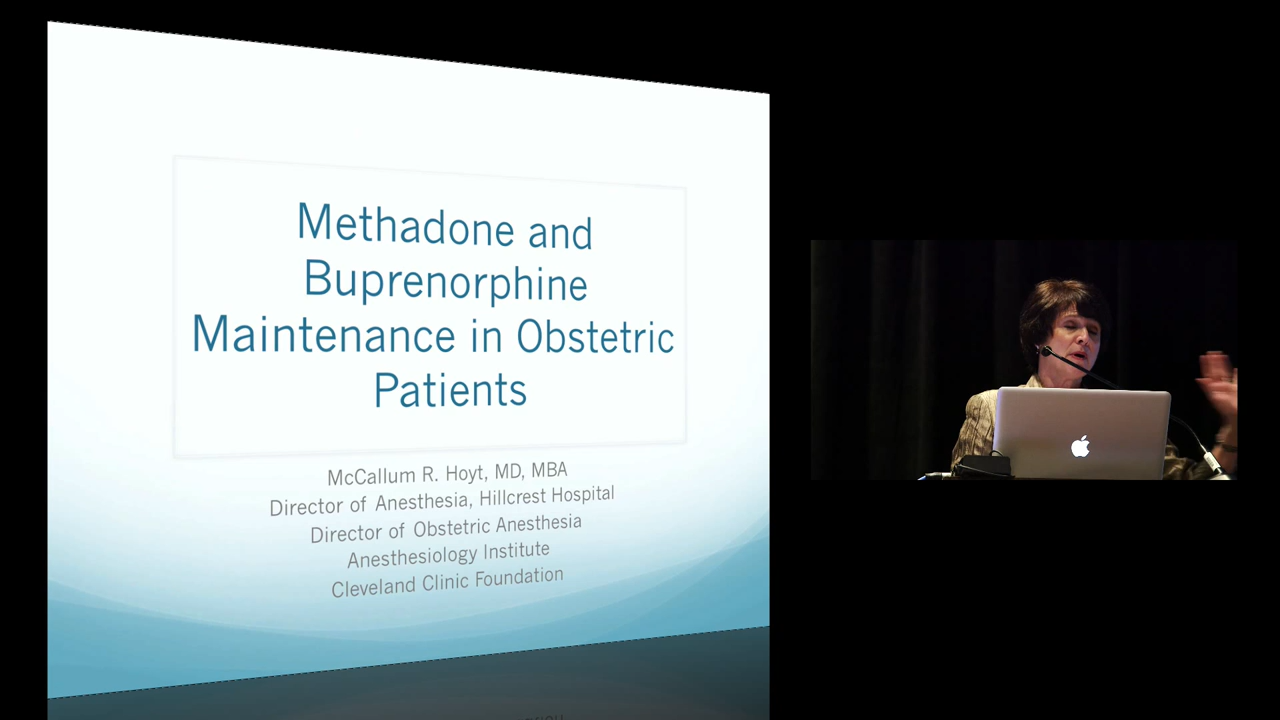 Methadone and
Buprenorphine
Maintenance in Obstetric
Patients
McCallum R. Hoyt, MD, MBA
Director of Anesthesia, Hillcrest Hospital
Director of Obstetric Anesthesia
Anesthesiology Institute
Cleveland Clinic Foundation